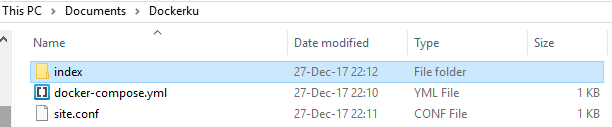 This PC > Documents > Dockerku
Name Date modified Type Size
index 27-Dec-17 22:12 File folder
docker-compose.yml 27-Dec-17 22:10 YML File 1 KB
site.conf 27-Dec-17 22:11 CONF File 1 KB